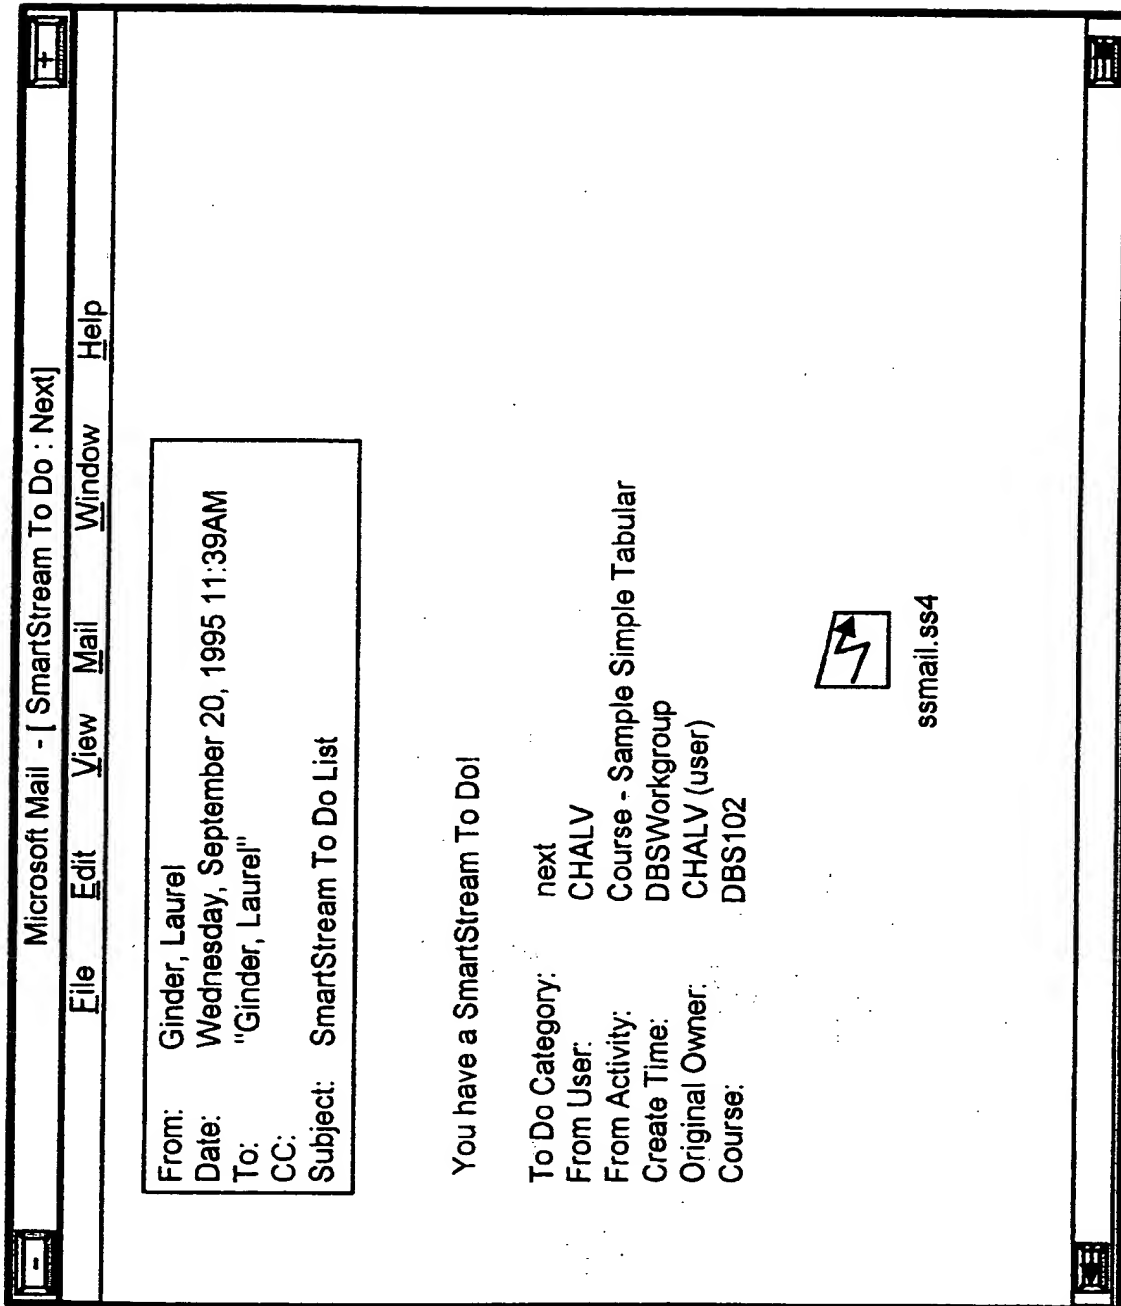 Microsoft Mail - [ SmartStream To Do : Next]
File Edit View Mail Window Help
From: Ginder, Laurel
Date: Wednesday, September 20, 1995 11:39AM
To: "Ginder, Laurel"
CC:
Subject: SmartStream To Do List
You have a SmartStream To Do!
To Do Category: next
From User: CHALV
From Activity: Course - Sample Simple Tabular
Create Time: DBSWorkgroup
Original Owner: CHALV (user)
Course: DBS102
ssmail.ss4